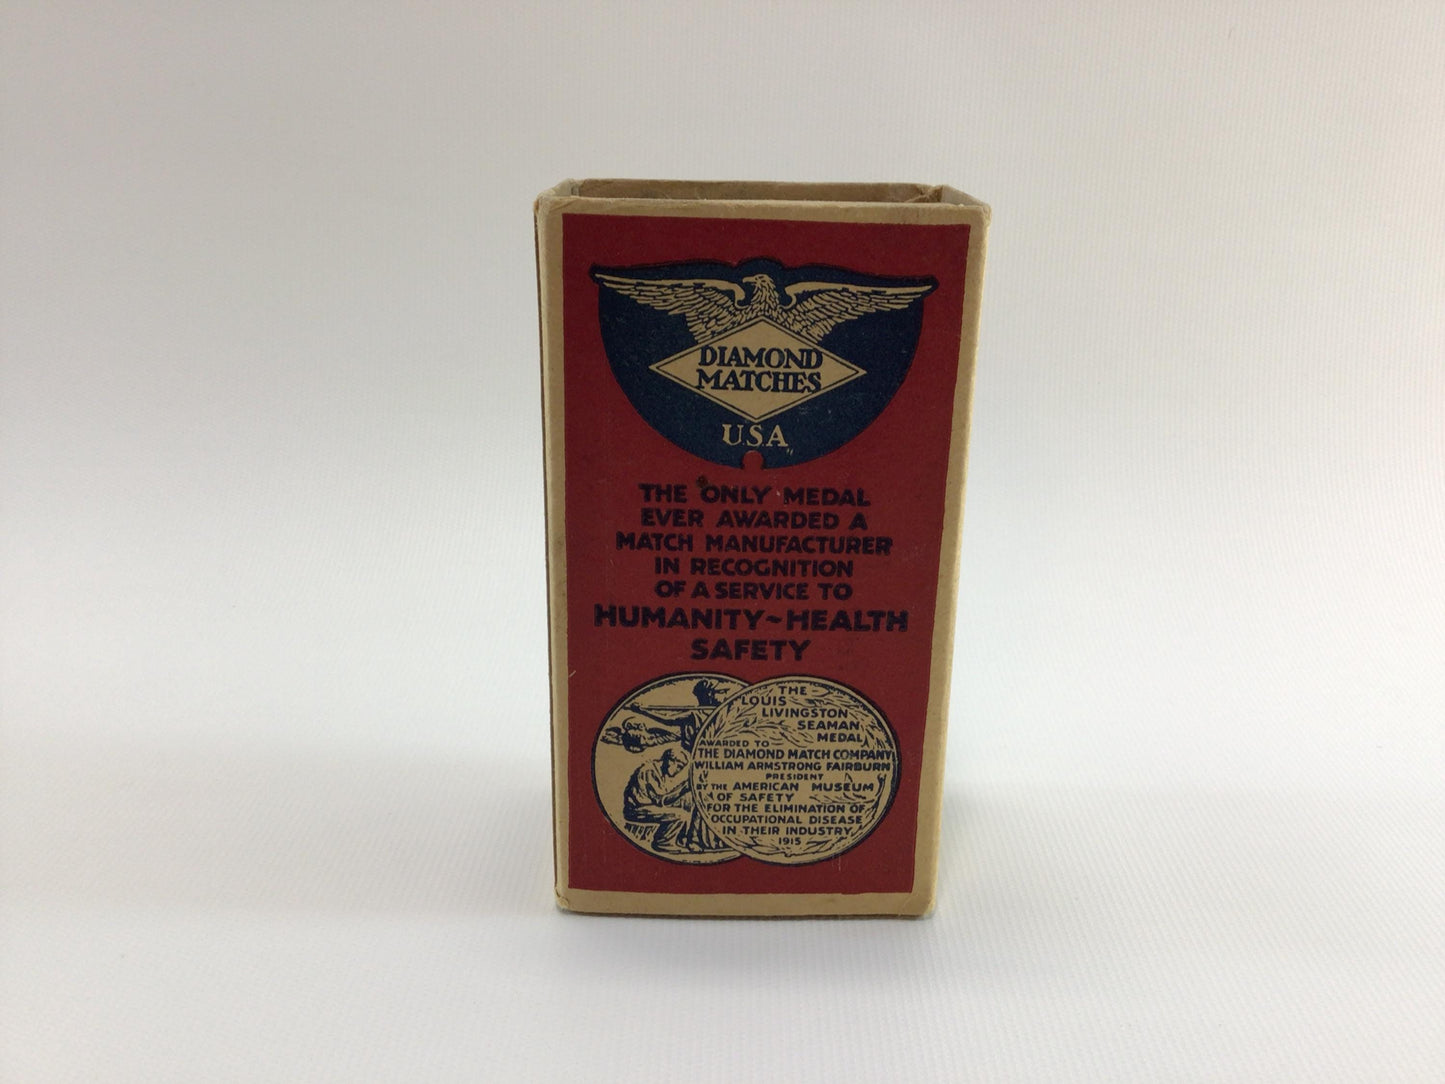 DIAMOND
MATCHES
U.S.A
THE ONLY MEDAL
EVER AWARDED A
MATCH MANUFACTURER
IN RECOGNITION
OF A SERVICE TO
HUMANITY~HEALTH
SAFETY
THE
LOUIS
LIVINGSTON
SEAMAN
MEDAL
AWARDED TO
THE DIAMOND MATCH COMPANY
WILLIAM ARMSTRONG FAIRBURN
PRESIDENT
BY THE AMERICAN MUSEUM
OF SAFETY
FOR THE ELIMINATION OF
OCCUPATIONAL DISEASE
IN THEIR INDUSTRY
1915